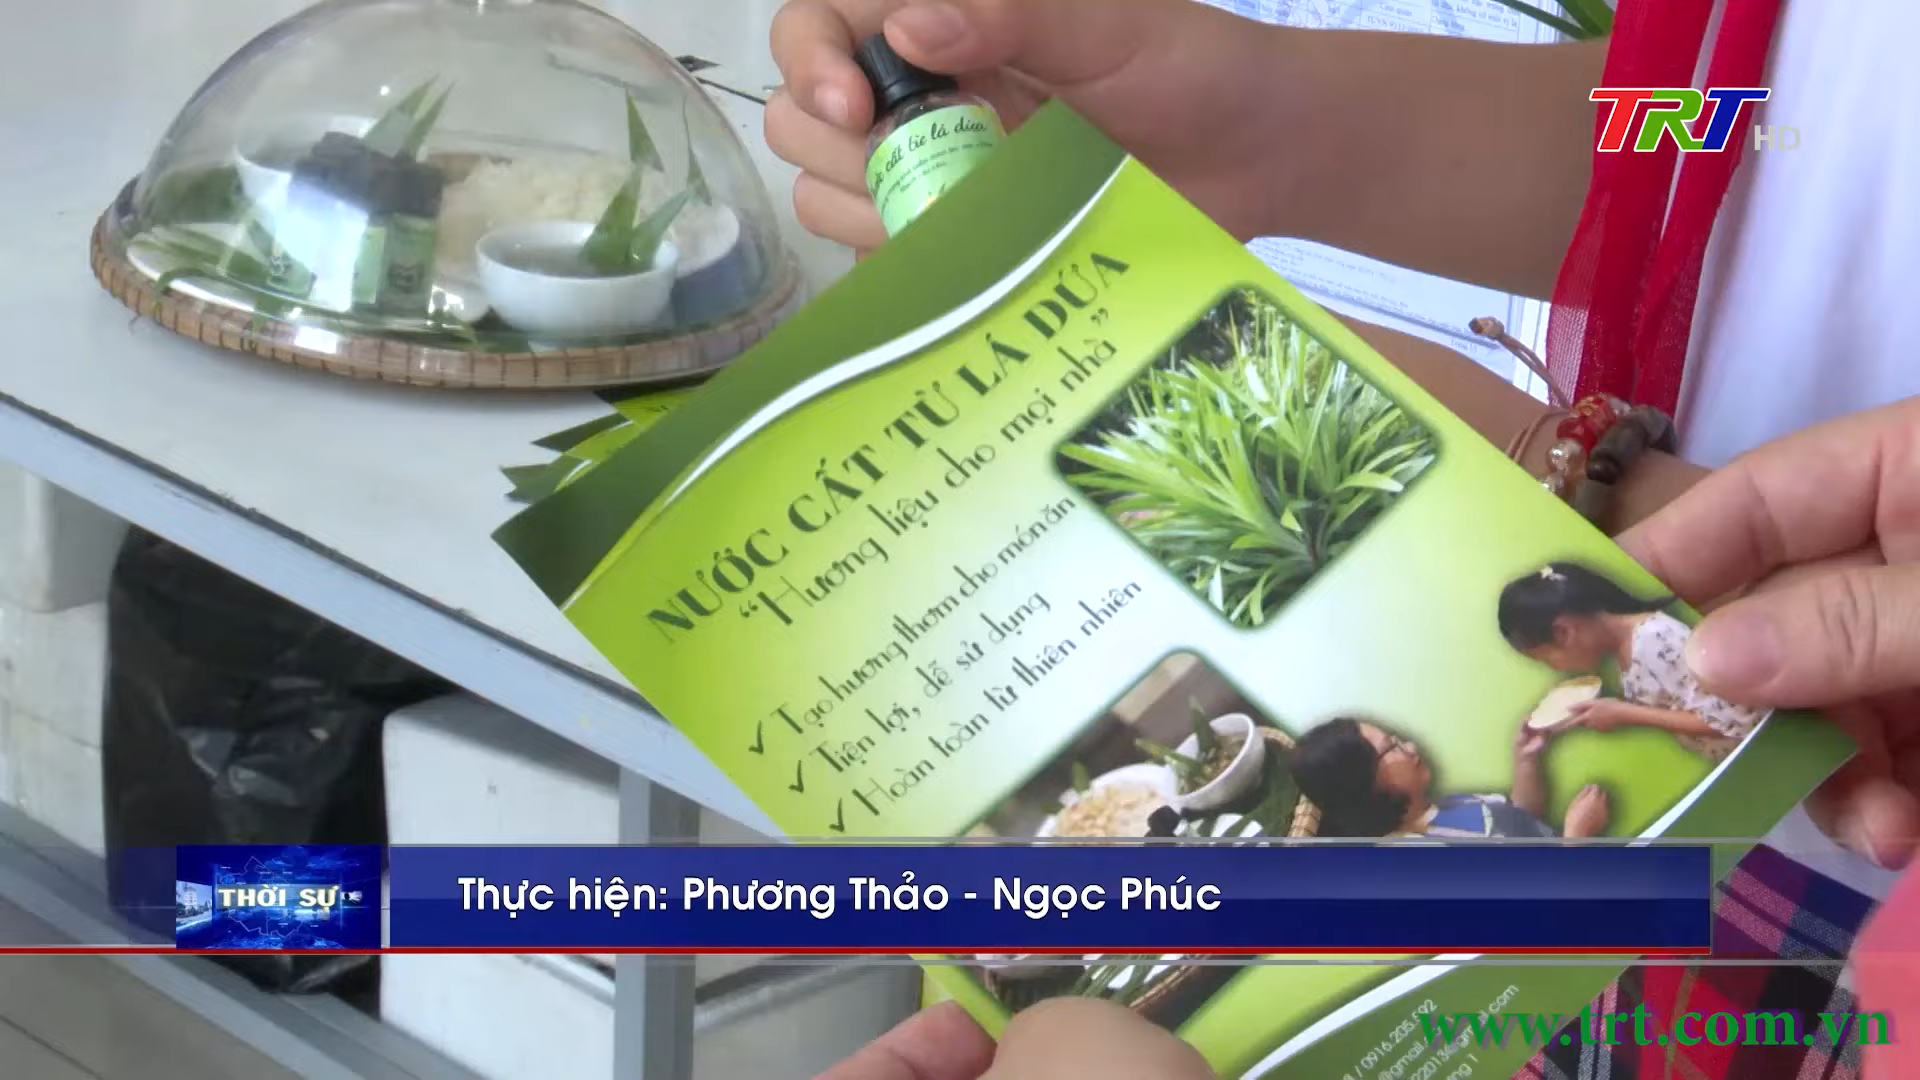 TRT HD
cất từ lá dứa
NƯỚC CẤT TỪ LÁ DỨA
“Hương liệu cho mọi nhà”
✓ Tạo hương thơm cho món ăn
✓ Tiện lợi, dễ sử dụng
✓ Hoàn toàn từ thiên nhiên
THỜI SỰ
Thực hiện: Phương Thảo - Ngọc Phúc
www.trt.com.vn